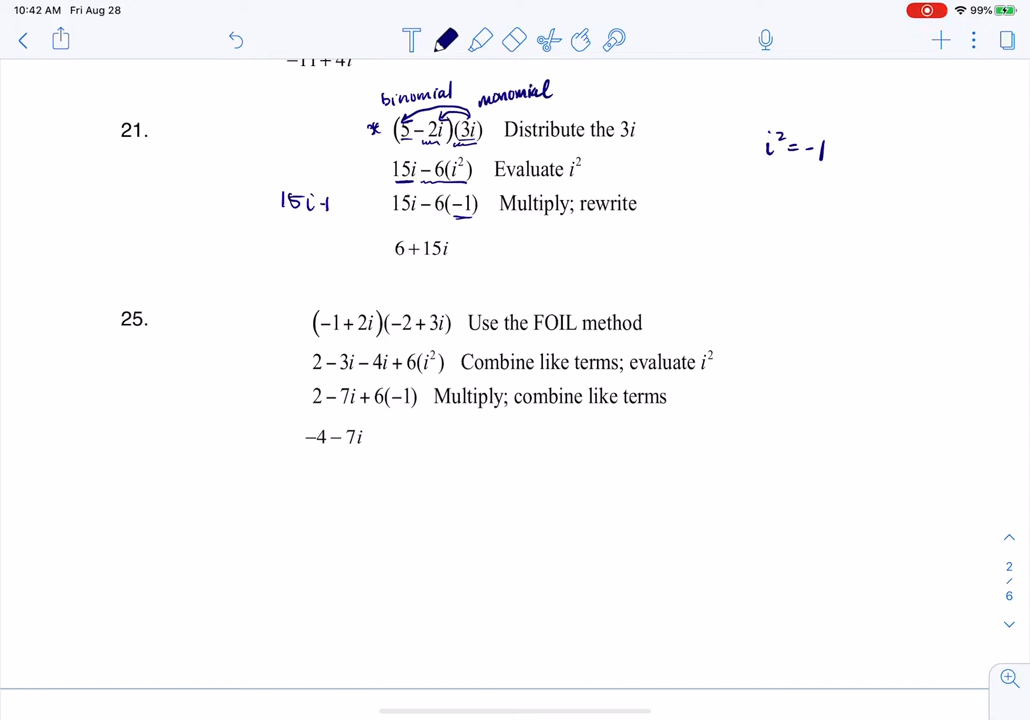 10:42 AM Fri Aug 28
99%
T
−11 + 4i
binomial monomial
21.
* (5 − 2i)(3i) Distribute the 3i
i² = -1
15i − 6(i²) Evaluate i²
15i +
15i − 6(−1) Multiply; rewrite
6 + 15i
25.
(−1 + 2i)(−2 + 3i) Use the FOIL method
2 − 3i − 4i + 6(i²) Combine like terms; evaluate i²
2 − 7i + 6(−1) Multiply; combine like terms
−4 − 7i
2
/
6